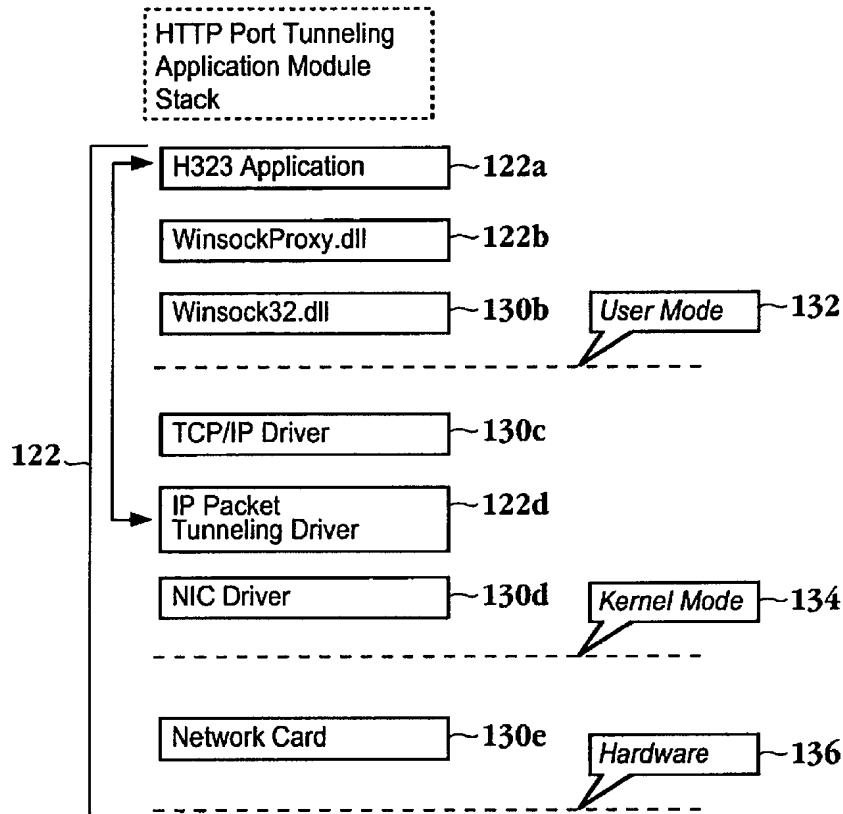 HTTP Port Tunneling
Application Module
Stack
H323 Application
122a
WinsockProxy.dll
122b
Winsock32.dll
130b
User Mode
132
TCP/IP Driver
130c
122
IP Packet
Tunneling Driver
122d
NIC Driver
130d
Kernel Mode
134
Network Card
130e
Hardware
136